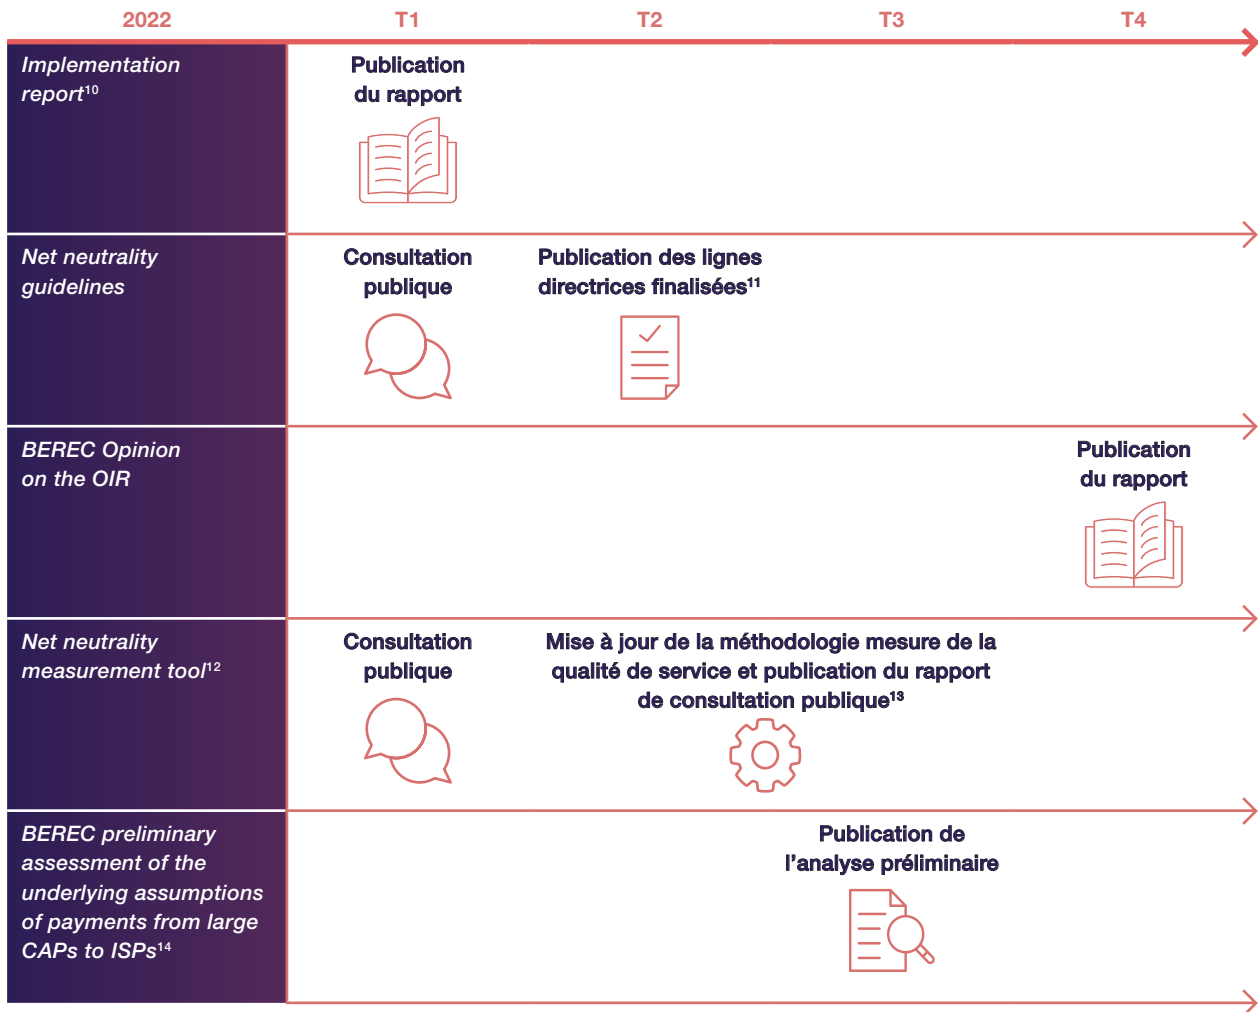 2022 T1 T2 T3 T4
Implementation
report¹⁰
Publication
du rapport
Net neutrality
guidelines
Consultation
publique
Publication des lignes
directrices finalisées¹¹
BEREC Opinion
on the OIR
Publication
du rapport
Net neutrality
measurement tool¹²
Consultation
publique
Mise à jour de la méthodologie mesure de la
qualité de service et publication du rapport
de consultation publique¹³
BEREC preliminary
assessment of the
underlying assumptions
of payments from large
CAPs to ISPs¹⁴
Publication de
l’analyse préliminaire